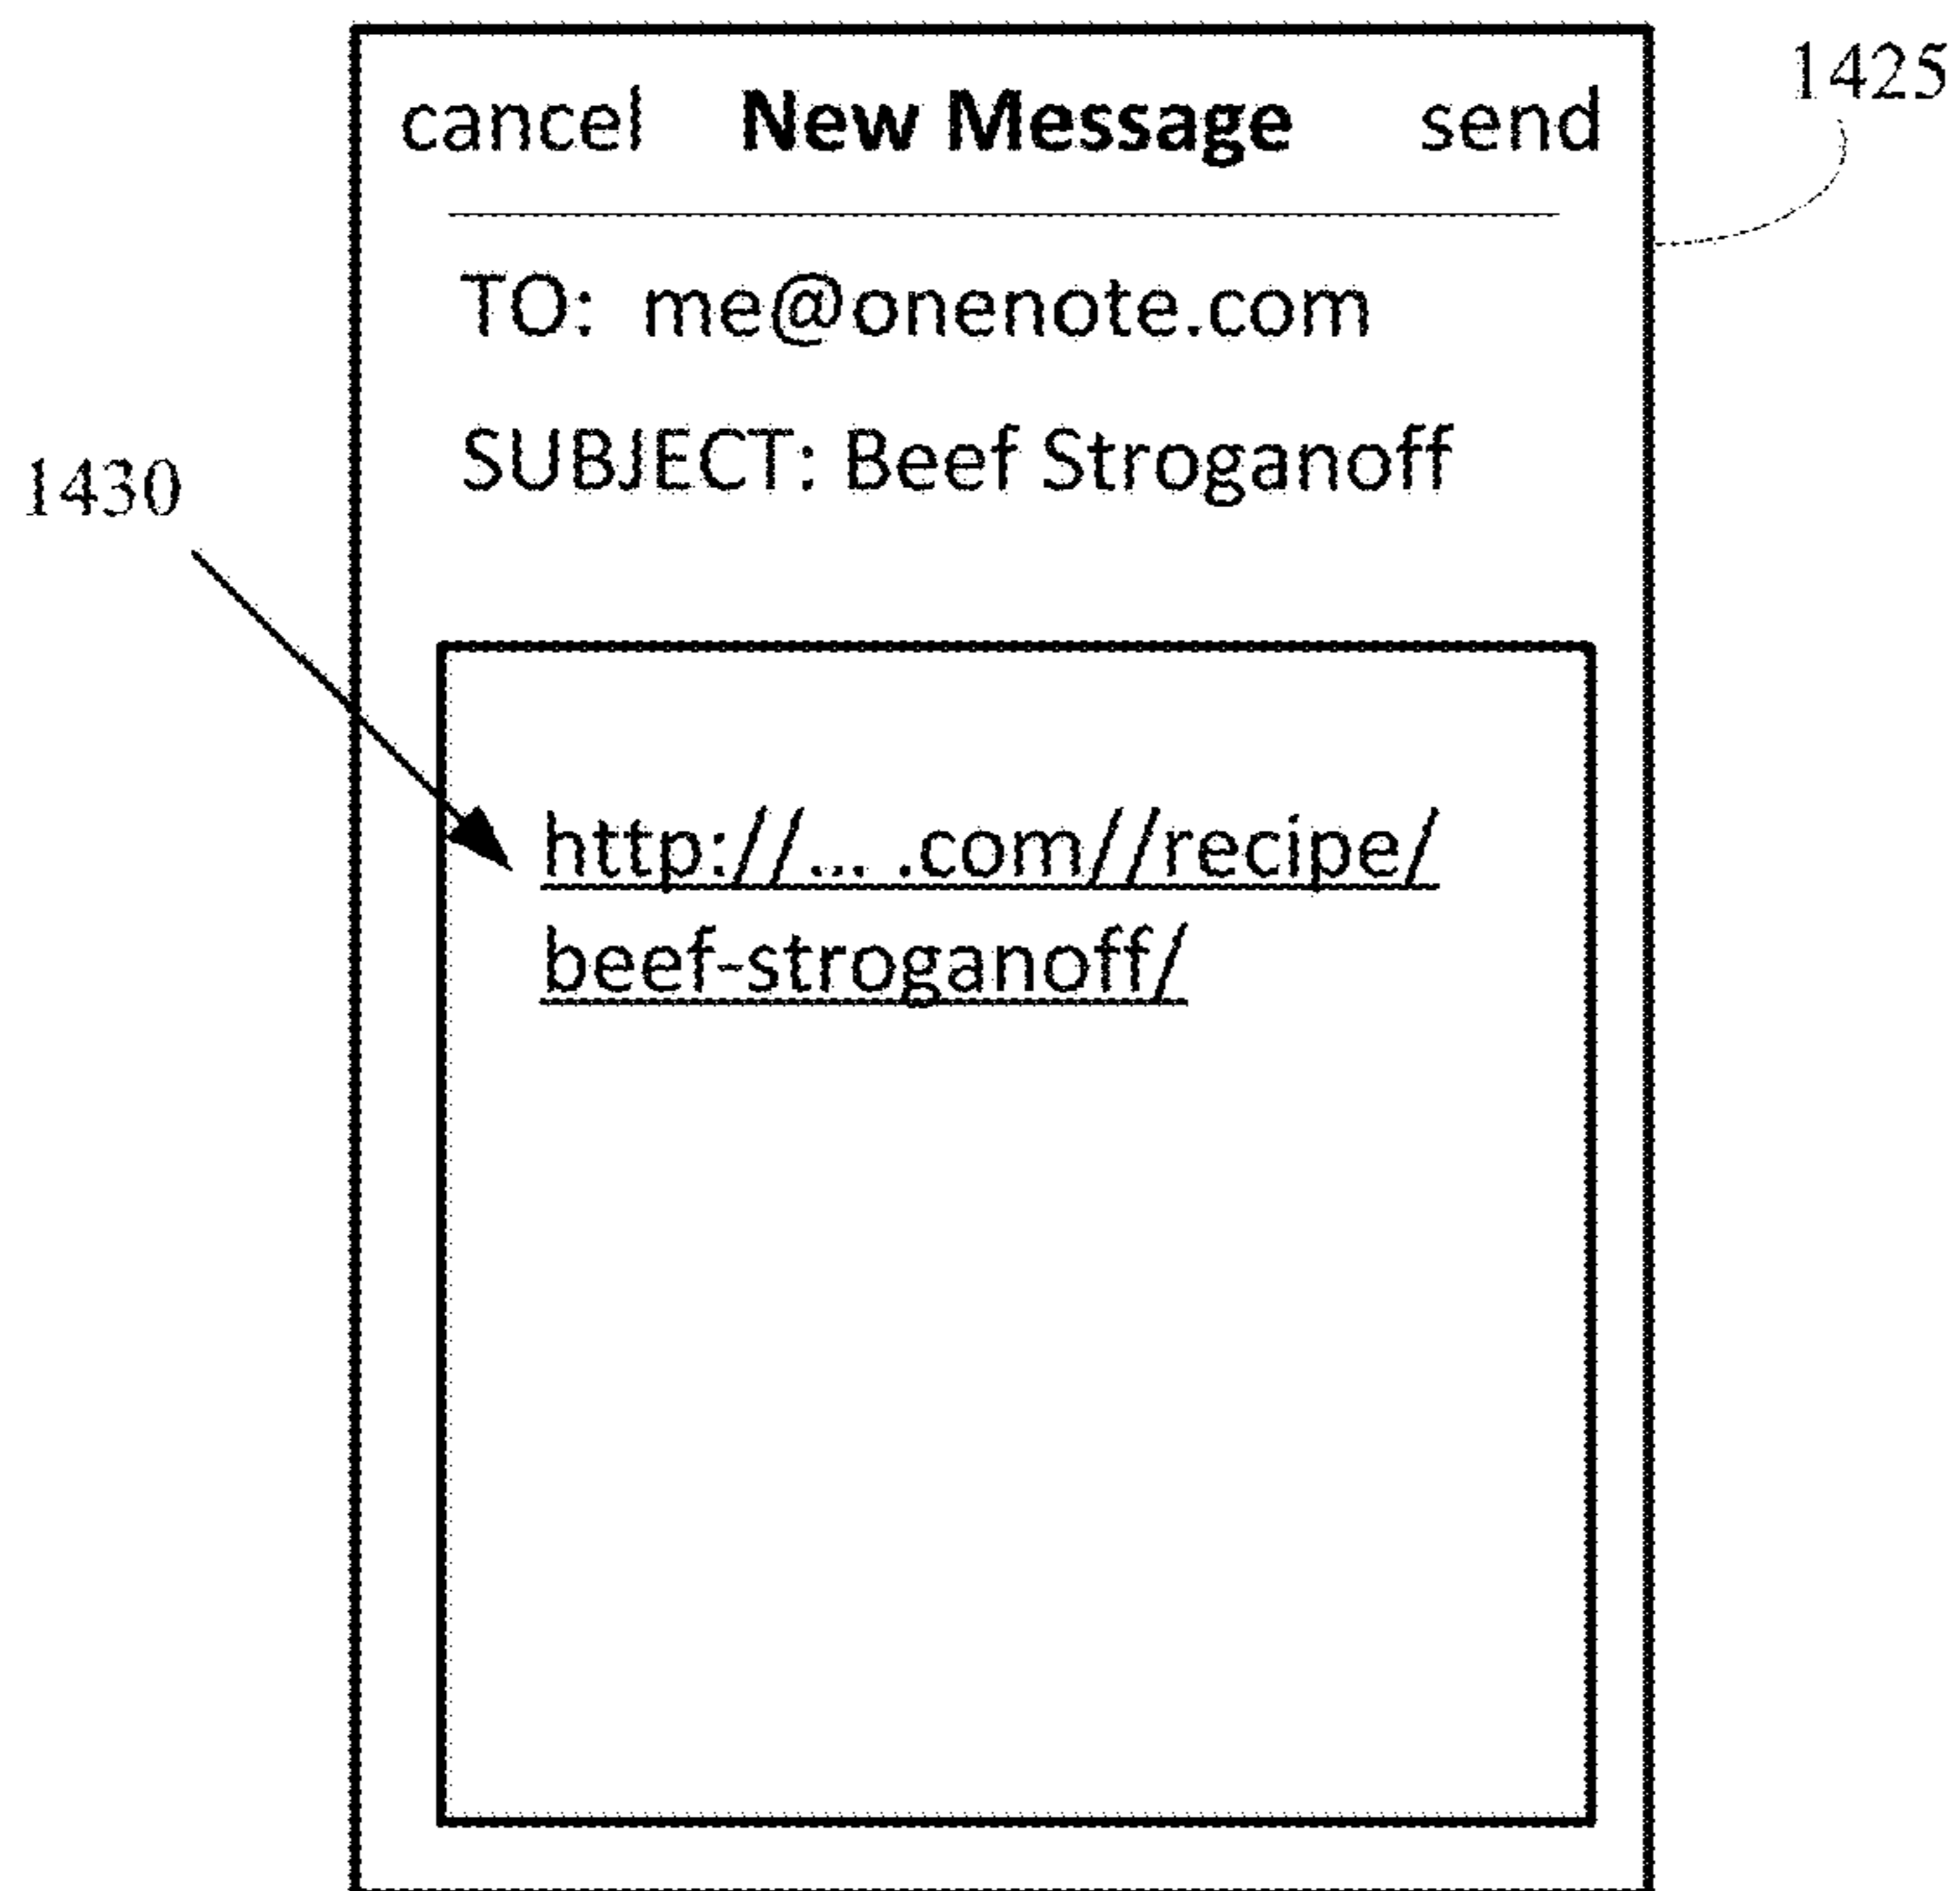 1425
cancel New Message send
TO: me@onenote.com
SUBJECT: Beef Stroganoff
1430
http://... .com//recipe/
beef-stroganoff/